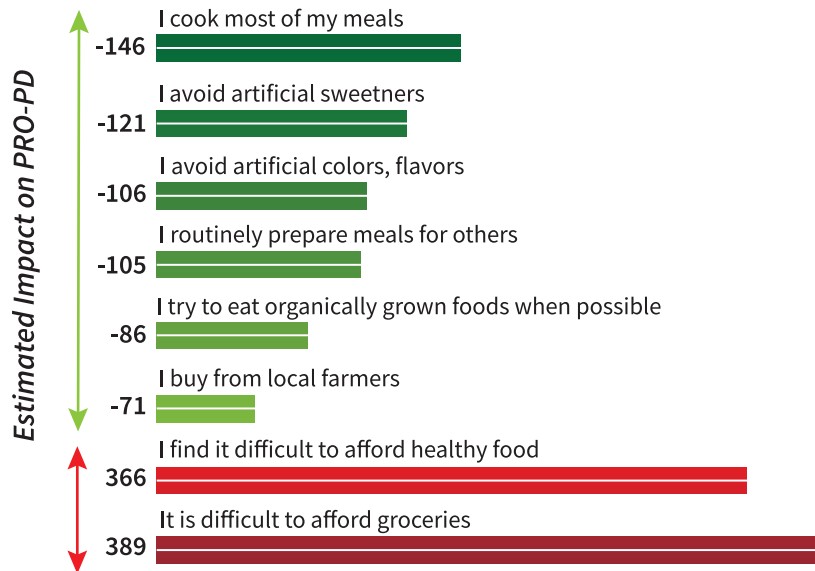 Estimated Impact on PRO-PD
I cook most of my meals
-146
I avoid artificial sweetners
-121
I avoid artificial colors, flavors
-106
I routinely prepare meals for others
-105
I try to eat organically grown foods when possible
-86
I buy from local farmers
-71
I find it difficult to afford healthy food
366
It is difficult to afford groceries
389